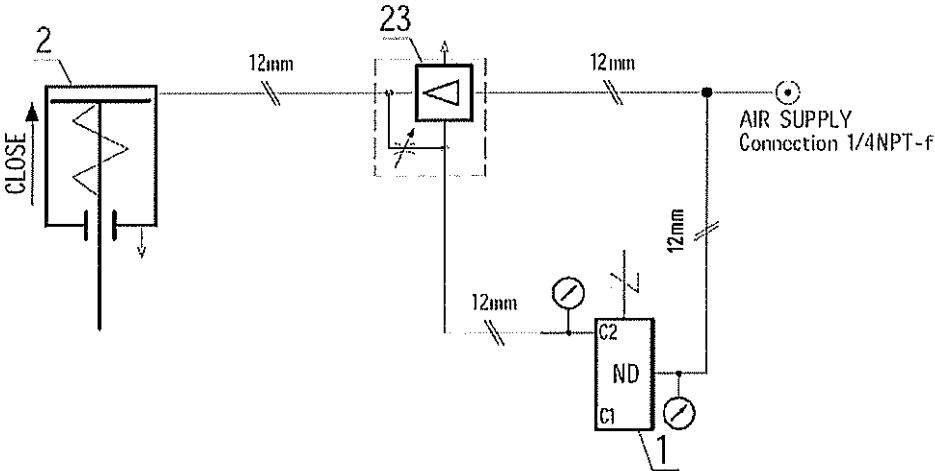 23
2
12mm
12mm
AIR SUPPLY
Connection 1/4NPT-f
CLOSE
12mm
12mm
C2
ND
C1
1